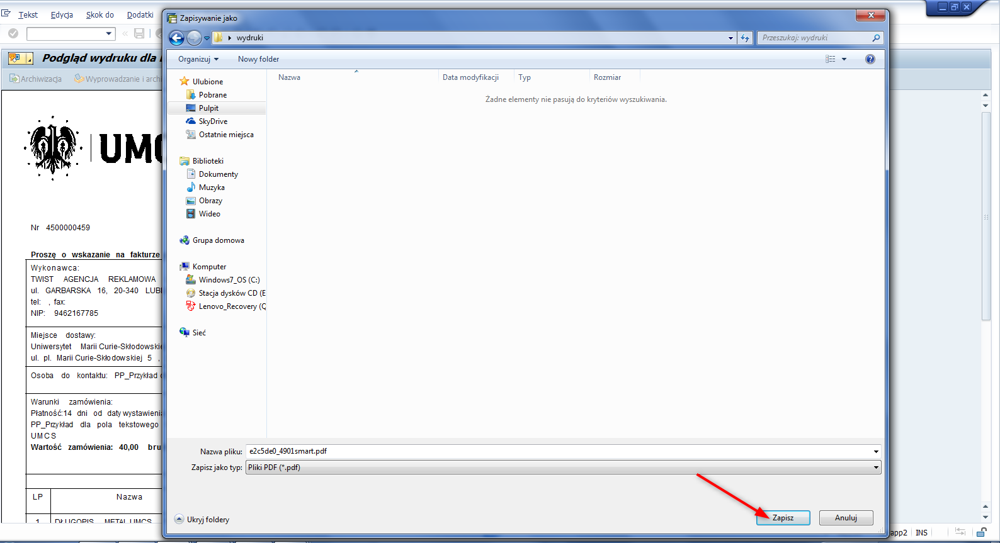 Tekst Edycja Skok do Dodatki
Podgląd wydruku dla
Archiwizacja Wyprowadzanie i archi
UMC
Nr 4500000459
Proszę o wskazanie na fakturze
Wykonawca:
TWIST AGENCJA REKLAMOWA
ul. GARBARSKA 16, 20-340 LUB
tel: , fax:
NIP: 9462167785
Miejsce dostawy:
Uniwersytet Marii Curie-Skłodowskie
ul. pl. Marii Curie-Skłodowskiej 5 ,
Osoba do kontaktu: PP_Przykład
Warunki zamówienia:
Płatność:14 dni od daty wystawienia
PP_Przykład dla pola tekstowego
UMCS
Wartość zamówienia: 40,00 bru
LP Nazwa
1 DŁUGOPIS METAL UMCS
Zapisywanie jako
wydruki
Przeszukaj: wydruki
Organizuj Nowy folder
Nazwa Data modyfikacji Typ Rozmiar
Żadne elementy nie pasują do kryteriów wyszukiwania.
Ulubione
Pobrane
Pulpit
SkyDrive
Ostatnie miejsca
Biblioteki
Dokumenty
Muzyka
Obrazy
Wideo
Grupa domowa
Komputer
Windows7_OS (C:)
Stacja dysków CD (E
Lenovo_Recovery (Q
Sieć
Nazwa pliku: e2c5de0_4901smart.pdf
Zapisz jako typ: Pliki PDF (*.pdf)
Ukryj foldery
Zapisz Anuluj
app2 INS